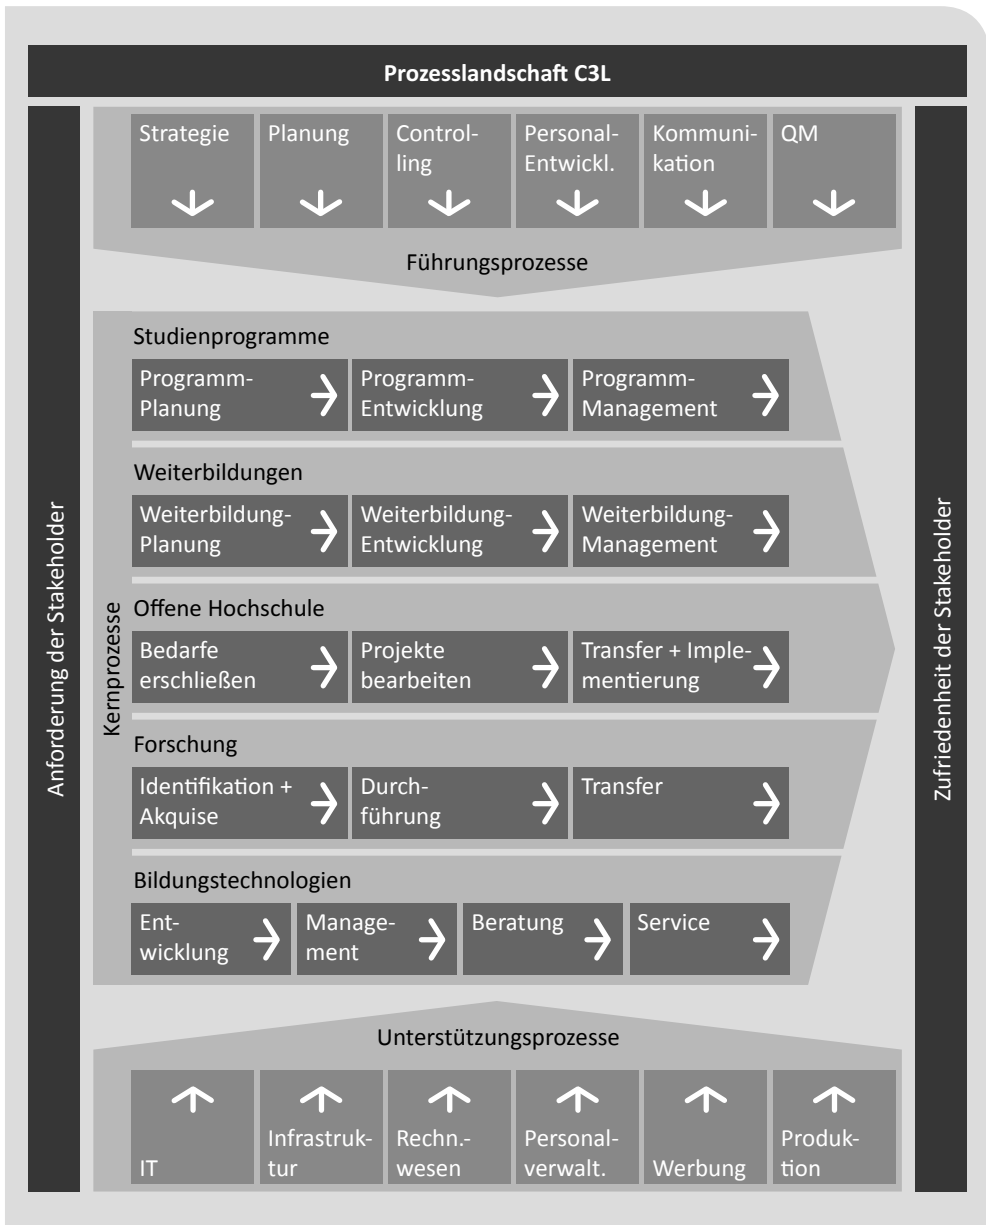 Prozesslandschaft C3L
Anforderung der Stakeholder
Strategie
Planung
Control-
ling
Personal-
Entwickl.
Kommuni-
kation
QM
Führungsprozesse
Kernprozesse
Studienprogramme
Programm-
Planung
Programm-
Entwicklung
Programm-
Management
Weiterbildungen
Weiterbildung-
Planung
Weiterbildung-
Entwicklung
Weiterbildung-
Management
Offene Hochschule
Bedarfe
erschließen
Projekte
bearbeiten
Transfer + Imple-
mentierung
Forschung
Identifikation +
Akquise
Durch-
führung
Transfer
Bildungstechnologien
Ent-
wicklung
Manage-
ment
Beratung
Service
Unterstützungsprozesse
IT
Infrastruk-
tur
Rechn.-
wesen
Personal-
verwalt.
Werbung
Produk-
tion
Zufriedenheit der Stakeholder